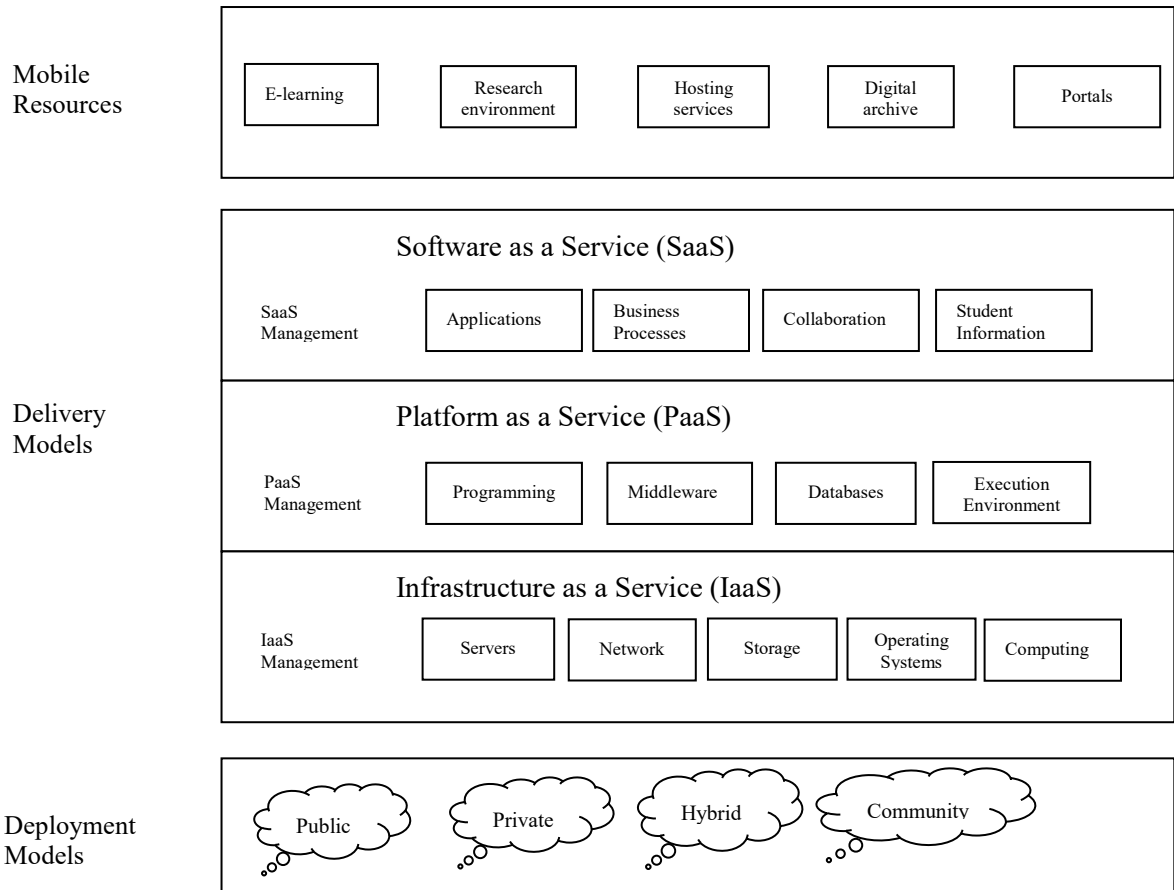 Mobile
Resources
E-learning
Research
environment
Hosting
services
Digital
archive
Portals
Delivery
Models
Software as a Service (SaaS)
SaaS
Management
Applications
Business
Processes
Collaboration
Student
Information
Platform as a Service (PaaS)
PaaS
Management
Programming
Middleware
Databases
Execution
Environment
Infrastructure as a Service (IaaS)
IaaS
Management
Servers
Network
Storage
Operating
Systems
Computing
Deployment
Models
Public
Private
Hybrid
Community